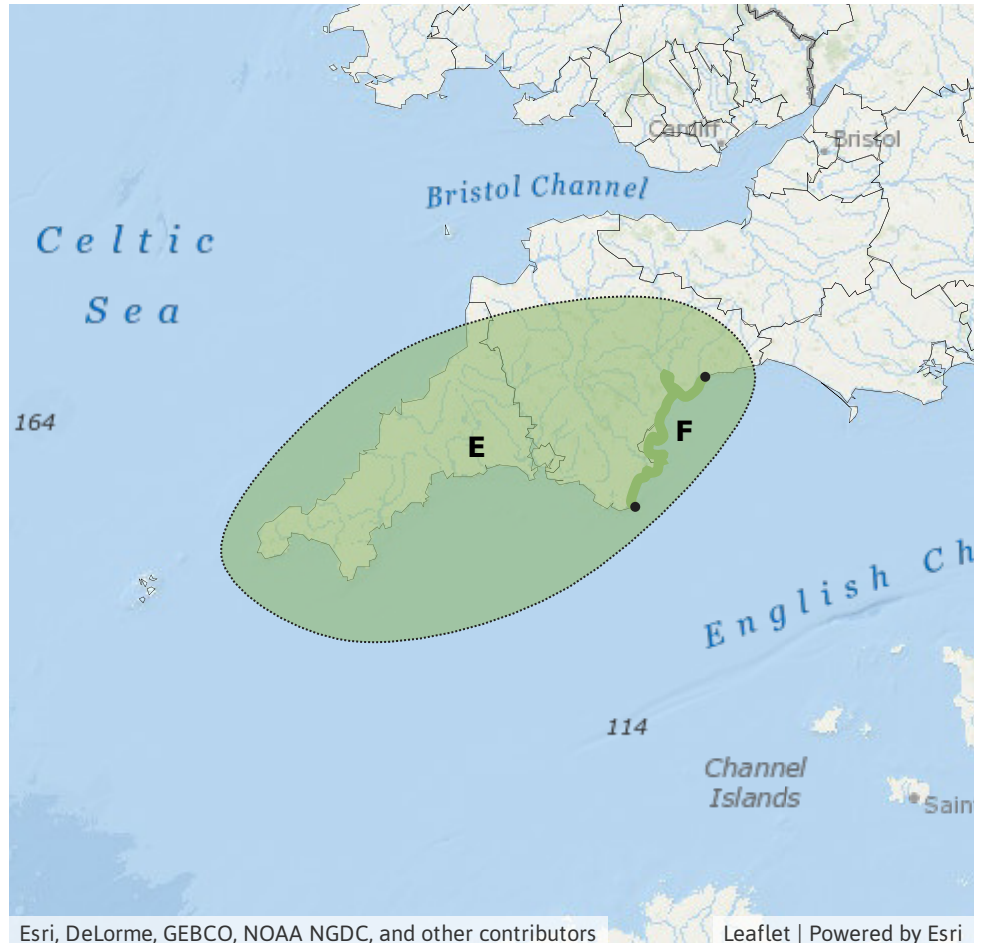 Cardiff
Bristol
Bristol Channel
Celtic
Sea
164
E
F
English Ch
114
Channel
Islands
Sain
Esri, DeLorme, GEBCO, NOAA NGDC, and other contributors
Leaflet | Powered by Esri